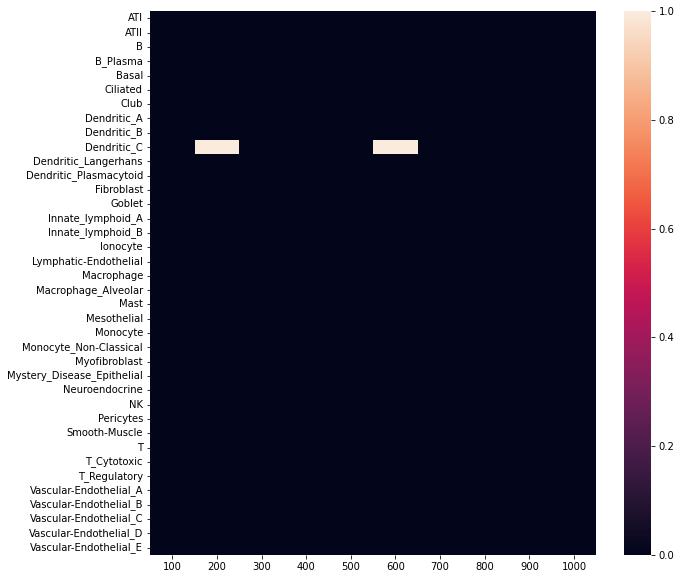 ATI
ATII
B
B_Plasma
Basal
Ciliated
Club
Dendritic_A
Dendritic_B
Dendritic_C
Dendritic_Langerhans
Dendritic_Plasmacytoid
Fibroblast
Goblet
Innate_lymphoid_A
Innate_lymphoid_B
Ionocyte
Lymphatic-Endothelial
Macrophage
Macrophage_Alveolar
Mast
Mesothelial
Monocyte
Monocyte_Non-Classical
Myofibroblast
Mystery_Disease_Epithelial
Neuroendocrine
NK
Pericytes
Smooth-Muscle
T
T_Cytotoxic
T_Regulatory
Vascular-Endothelial_A
Vascular-Endothelial_B
Vascular-Endothelial_C
Vascular-Endothelial_D
Vascular-Endothelial_E
100 200 300 400 500 600 700 800 900 1000
1.0
0.8
0.6
0.4
0.2
0.0